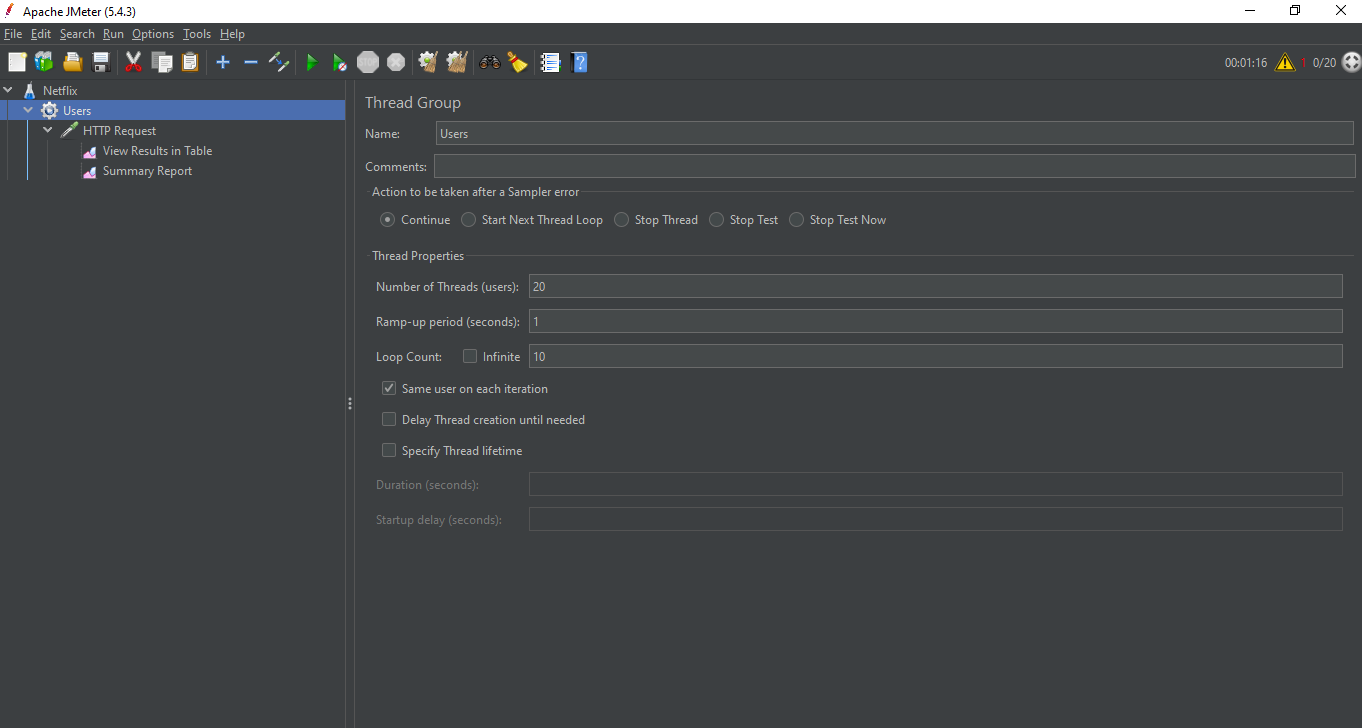 Apache JMeter (5.4.3)
File Edit Search Run Options Tools Help
STOP
00:01:16 1 0/20
Netflix
Users
HTTP Request
View Results in Table
Summary Report
Thread Group
Name: Users
Comments:
Action to be taken after a Sampler error
Continue Start Next Thread Loop Stop Thread Stop Test Stop Test Now
Thread Properties
Number of Threads (users): 20
Ramp-up period (seconds): 1
Loop Count: Infinite 10
Same user on each iteration
Delay Thread creation until needed
Specify Thread lifetime
Duration (seconds):
Startup delay (seconds):